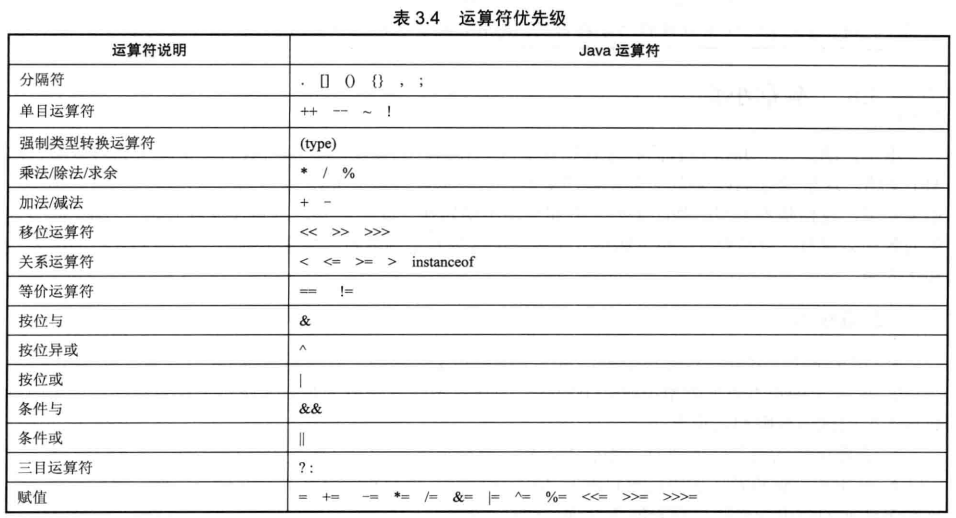 表 3.4 运算符优先级
运算符说明 Java 运算符
分隔符 . [] () {} , ;
单目运算符 ++ -- ~ !
强制类型转换运算符 (type)
乘法/除法/求余 * / %
加法/减法 + -
移位运算符 << >> >>>
关系运算符 < <= >= > instanceof
等价运算符 == !=
按位与 &
按位异或 ^
按位或 |
条件与 &&
条件或 ||
三目运算符 ? :
赋值 = += -= *= /= &= |= ^= %= <<= >>= >>>=